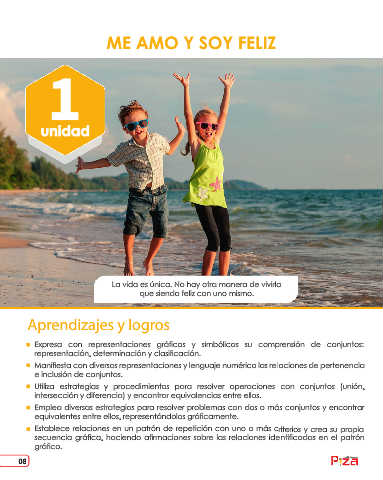 ME AMO Y SOY FELIZ
1
unidad
La vida es única. No hay otra manera de vivirla
que siendo feliz con uno mismo.
Aprendizajes y logros
Expresa con representaciones gráficos y simbólicos su comprensión de conjuntos:
representación, determinación y clasificación.
Manifiesta con diversas representaciones y lenguaje numérico las relaciones de pertenencia
e inclusión de conjuntos.
Utiliza estrategias y procedimientos para resolver operaciones con conjuntos (unión,
intersección y diferencia) y encontrar equivalencias entre ellos.
Emplea diversas estrategias para resolver problemas con dos o más conjuntos y encontrar
equivalentes entre ellos, representándolos gráficamente.
Establece relaciones en un patrón de repetición con uno o más criterios y crea su propia
secuencia gráfica, haciendo afirmaciones sobre las relaciones identificadas en el patrón
gráfico.
08